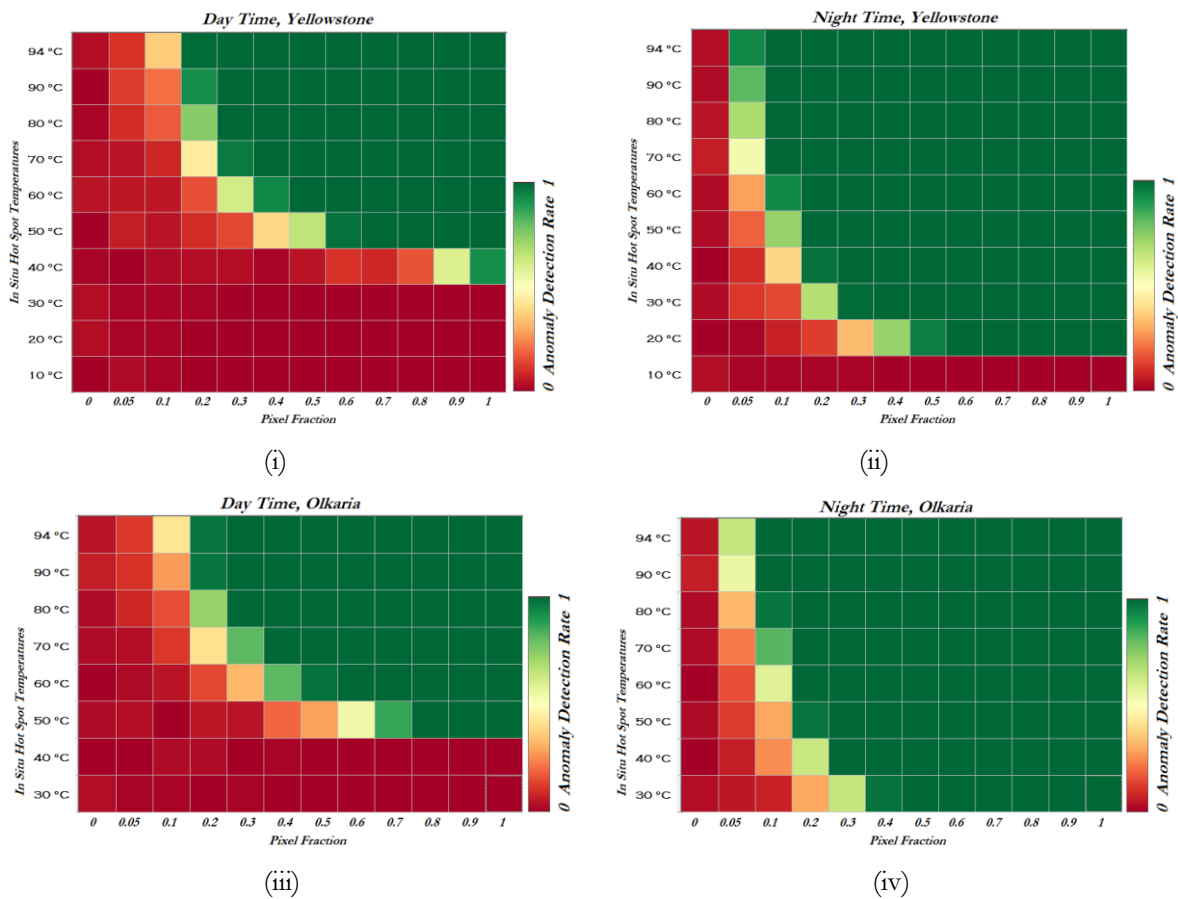 Day Time, Yellowstone
In Situ Hot Spot Temperatures
94 °C
90 °C
80 °C
70 °C
60 °C
50 °C
40 °C
30 °C
20 °C
10 °C
0 0.05 0.1 0.2 0.3 0.4 0.5 0.6 0.7 0.8 0.9 1
Pixel Fraction
0 Anomaly Detection Rate 1
(i)
Night Time, Yellowstone
In Situ Hot Spot Temperatures
94 °C
90 °C
80 °C
70 °C
60 °C
50 °C
40 °C
30 °C
20 °C
10 °C
0 0.05 0.1 0.2 0.3 0.4 0.5 0.6 0.7 0.8 0.9 1
Pixel Fraction
0 Anomaly Detection Rate 1
(ii)
Day Time, Olkaria
In Situ Hot Spot Temperatures
94 °C
90 °C
80 °C
70 °C
60 °C
50 °C
40 °C
30 °C
0 0.05 0.1 0.2 0.3 0.4 0.5 0.6 0.7 0.8 0.9 1
Pixel Fraction
0 Anomaly Detection Rate 1
(iii)
Night Time, Olkaria
In Situ Hot Spot Temperatures
94 °C
90 °C
80 °C
70 °C
60 °C
50 °C
40 °C
30 °C
0 0.05 0.1 0.2 0.3 0.4 0.5 0.6 0.7 0.8 0.9 1
Pixel Fraction
0 Anomaly Detection Rate 1
(iv)